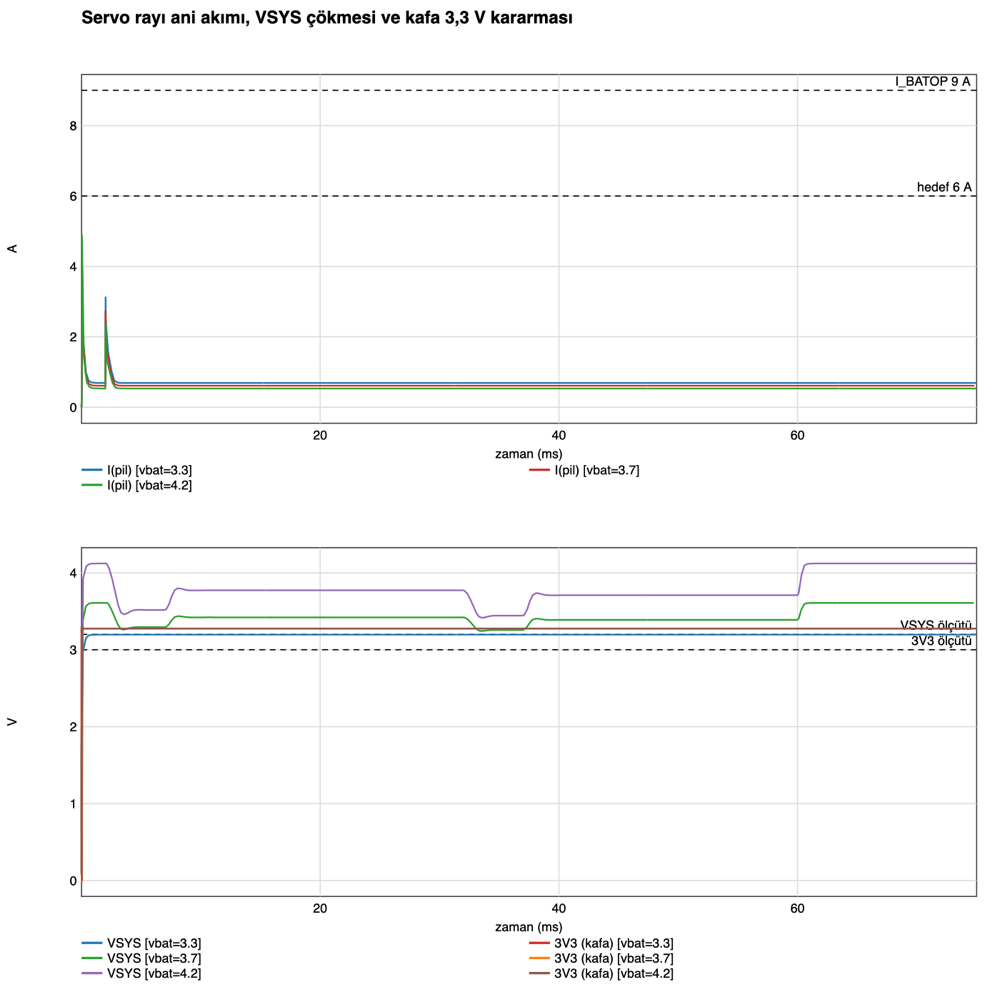 Servo rayı ani akımı, VSYS çökmesi ve kafa 3,3 V kararması
I_BATOP 9 A
8
hedef 6 A
6
A
4
2
0
20
40
60
zaman (ms)
I(pil) [vbat=3.3]
I(pil) [vbat=3.7]
I(pil) [vbat=4.2]
4
VSYS ölçütü
3V3 ölçütü
3
V
2
1
0
20
40
60
zaman (ms)
VSYS [vbat=3.3]
3V3 (kafa) [vbat=3.3]
VSYS [vbat=3.7]
3V3 (kafa) [vbat=3.7]
VSYS [vbat=4.2]
3V3 (kafa) [vbat=4.2]